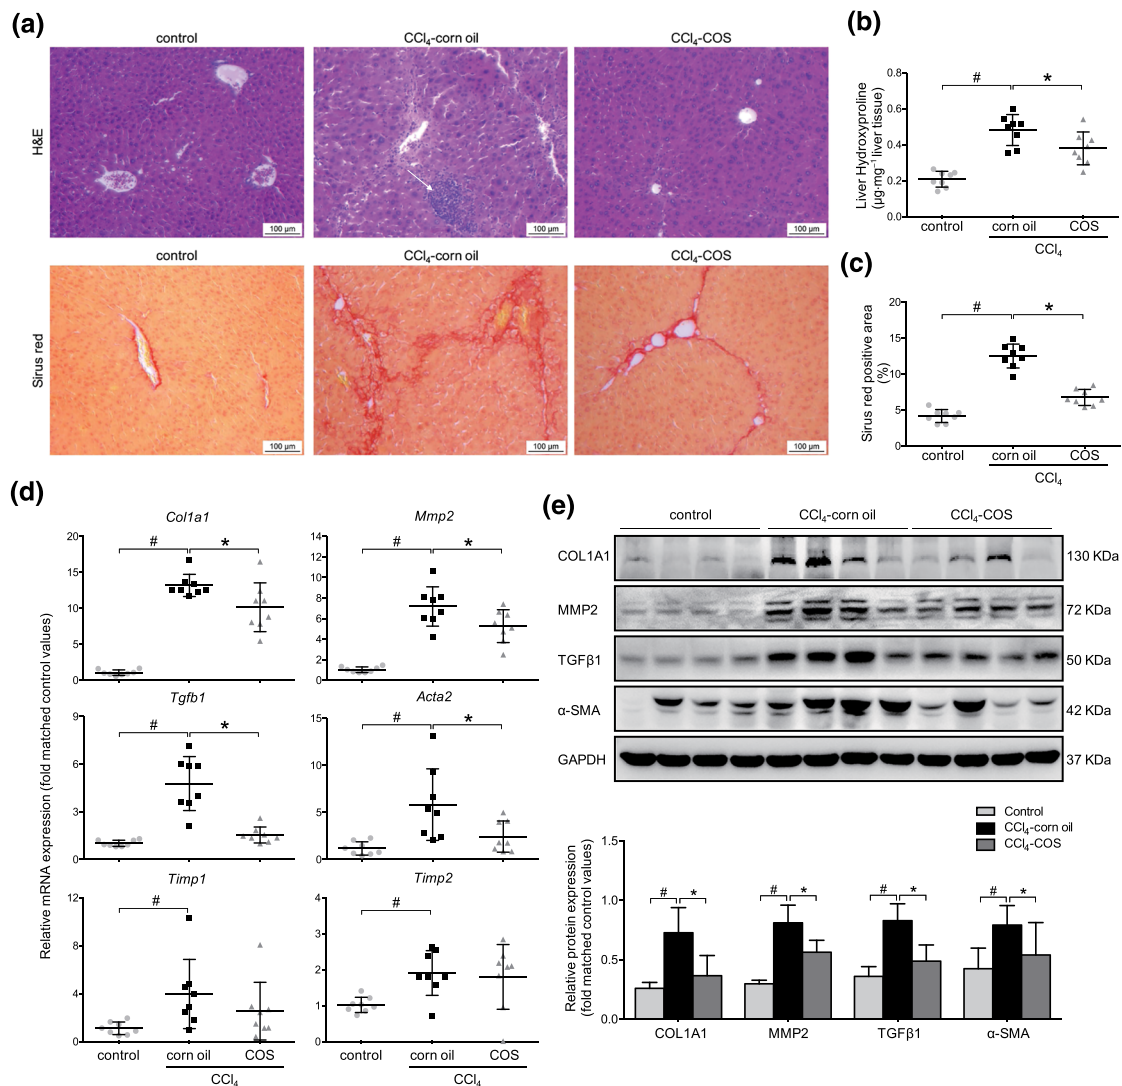 (a)
control
CCl₄-corn oil
CCl₄-COS
H&E
100 µm
100 µm
100 µm
control
CCl₄-corn oil
CCl₄-COS
Sirus red
100 µm
100 µm
100 µm
(b)
Liver Hydroxyproline
(µg·mg⁻¹ liver tissue)
0.8
0.6
0.4
0.2
0.0
#
*
control
corn oil
COS
CCl₄
(c)
Sirus red positive area
(%)
20
15
10
5
0
#
*
control
corn oil
COS
CCl₄
(d)
Relative mRNA expression (fold matched control values)
Col1a1
20
15
10
5
0
#
*
Mmp2
10
8
6
4
2
0
#
*
Tgfb1
9
6
3
0
#
*
Acta2
15
10
5
0
#
*
Timp1
12
8
4
0
#
control
corn oil
COS
CCl₄
Timp2
4
3
2
1
0
#
control
corn oil
COS
CCl₄
(e)
control
CCl₄-corn oil
CCl₄-COS
COL1A1
130 KDa
MMP2
72 KDa
TGFβ1
50 KDa
α-SMA
42 KDa
GAPDH
37 KDa
Control
CCl₄-corn oil
CCl₄-COS
Relative protein expression
(fold matched control values)
1.5
1.0
0.5
0.0
#
*
#
*
#
*
#
*
COL1A1
MMP2
TGFβ1
α-SMA